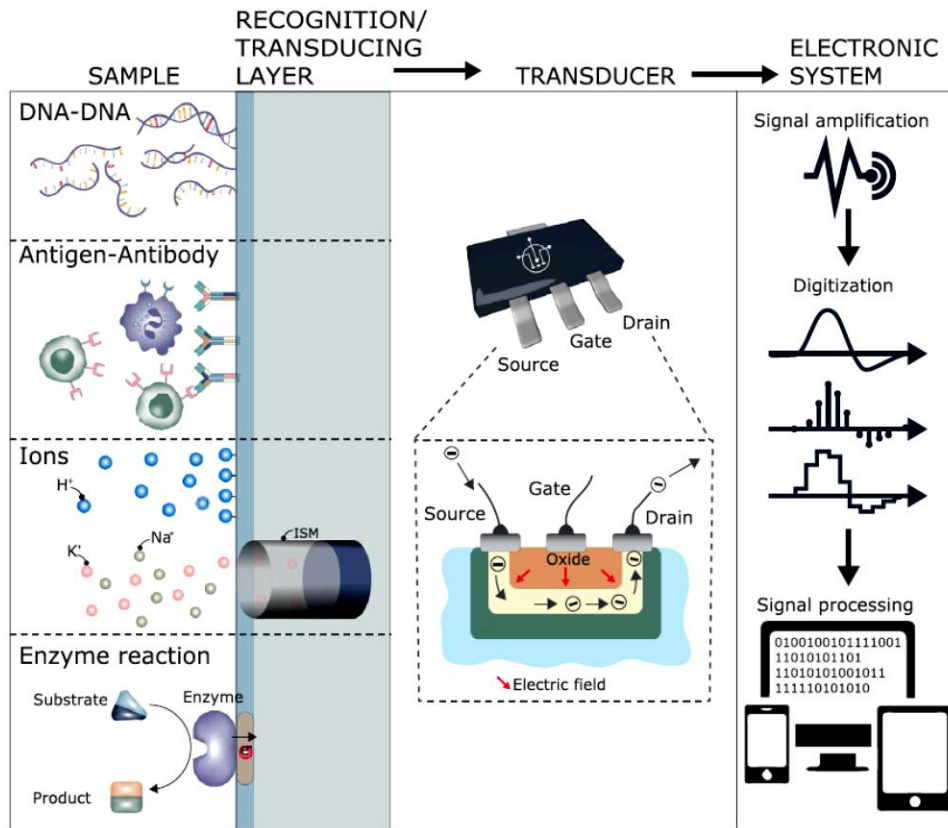 SAMPLE
RECOGNITION/
TRANSDUCING
LAYER
TRANSDUCER
ELECTRONIC
SYSTEM
DNA-DNA
Antigen-Antibody
Ions
H⁺
K⁺
Na⁺
ISM
Enzyme reaction
Substrate
Enzyme
Product
Source
Gate
Drain
Source
Gate
Drain
Oxide
Electric field
Signal amplification
Digitization
Signal processing
0100100101111001
11010101101
11010101001011
111110101010